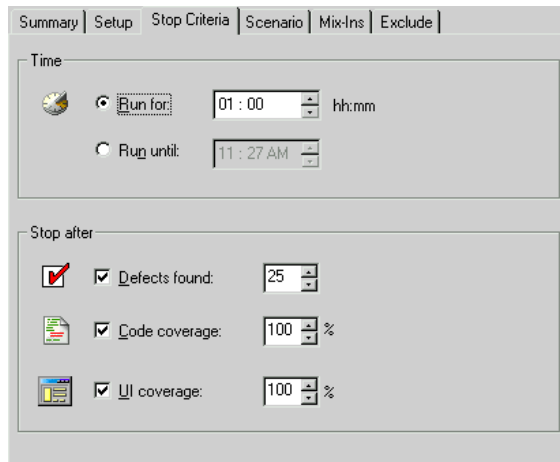 Summary Setup Stop Criteria Scenario Mix-Ins Exclude
Time
Run for: 01 : 00 hh:mm
Run until: 11 : 27 AM
Stop after
Defects found: 25
Code coverage: 100 %
UI coverage: 100 %